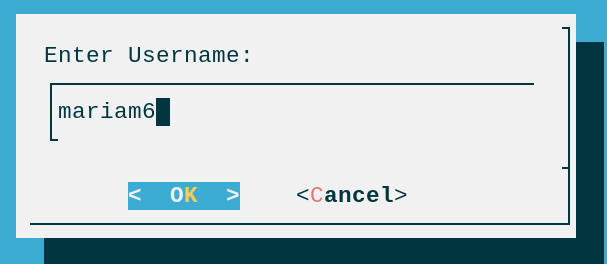 Enter Username:
mariam6
<  OK  > <Cancel>